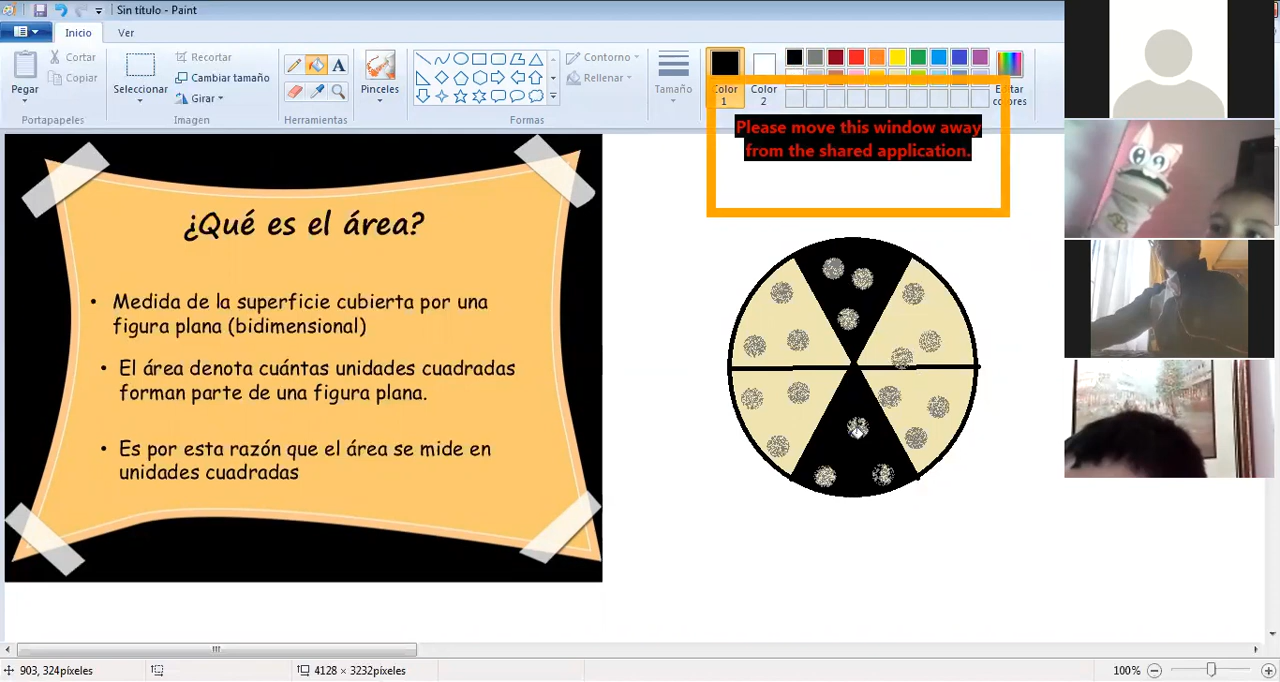 Sin título - Paint
Inicio
Ver
Pegar
Cortar
Copiar
Portapapeles
Seleccionar
Recortar
Cambiar tamaño
Girar
Imagen
Herramientas
Pinceles
Contorno
Rellenar
Formas
Tamaño
Color
1
Color
2
Editar
colores
Please move this window away
from the shared application.
¿Qué es el área?
• Medida de la superficie cubierta por una
figura plana (bidimensional)
• El área denota cuántas unidades cuadradas
forman parte de una figura plana.
• Es por esta razón que el área se mide en
unidades cuadradas
903, 324píxeles
4128 × 3232píxeles
100%